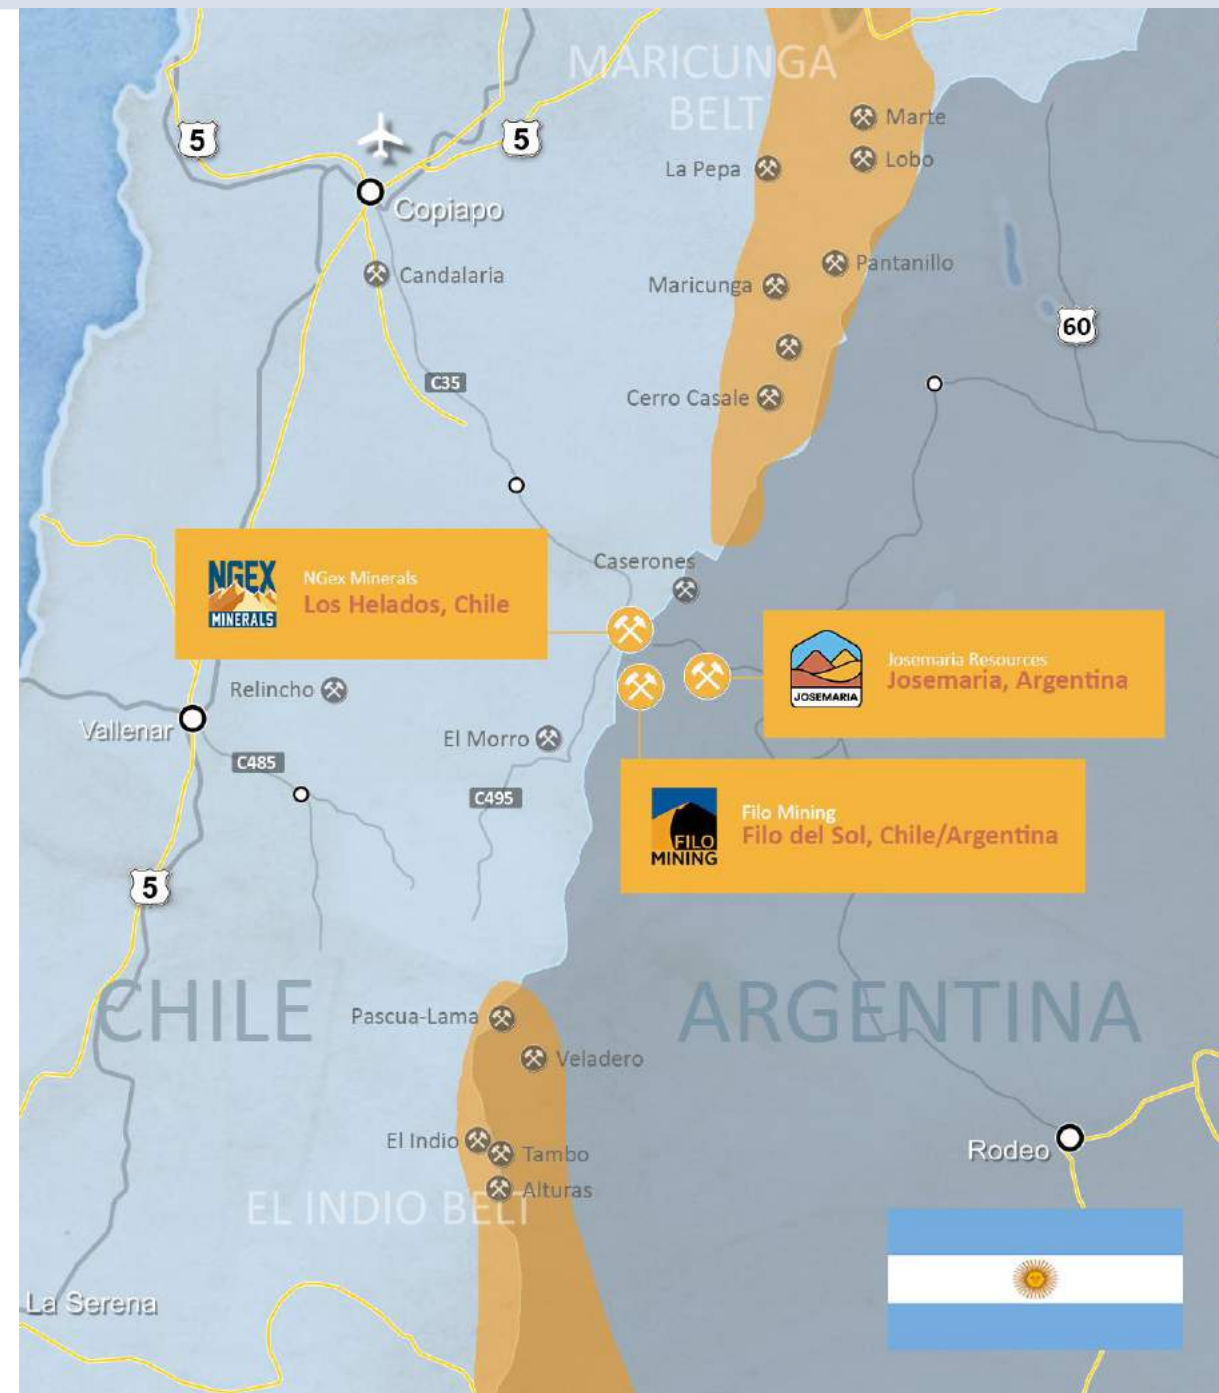 MARICUNGA
BELT
5
5
Marte
La Pepa
Lobo
Copiapo
Candalaria
Pantanillo
Maricunga
60
C35
Cerro Casale
Caserones
NGEX
MINERALS
NGex Minerals
Los Helados, Chile
JOSEMARIA
Josemaria Resources
Josemaria, Argentina
Relincho
Vallenar
El Morro
C485
C495
FILO
MINING
Filo Mining
Filo del Sol, Chile/Argentina
5
CHILE
ARGENTINA
Pascua-Lama
Veladero
El Indio
Tambo
Rodeo
Alturas
EL INDIO BELT
La Serena